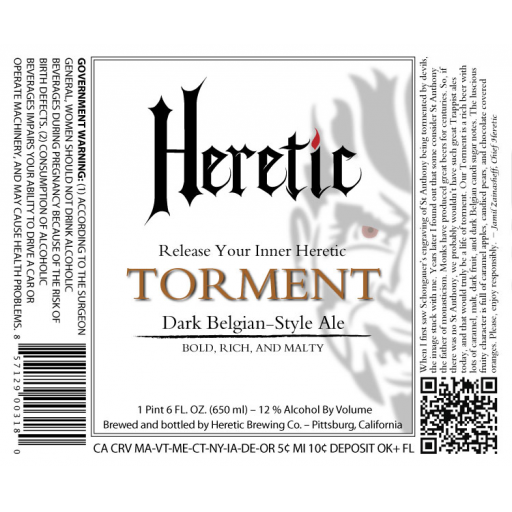 GOVERNMENT WARNING: (1) ACCORDING TO THE SURGEON
GENERAL, WOMEN SHOULD NOT DRINK ALCOHOLIC
BEVERAGES DURING PREGNANCY BECAUSE OF THE RISK OF
BIRTH DEFECTS. (2) CONSUMPTION OF ALCOHOLIC
BEVERAGES IMPAIRS YOUR ABILITY TO DRIVE A CAR OR
OPERATE MACHINERY, AND MAY CAUSE HEALTH PROBLEMS.
8 57129 00318 0
Heretic
Release Your Inner Heretic
TORMENT
Dark Belgian-Style Ale
BOLD, RICH, AND MALTY
1 Pint 6 FL. OZ. (650 ml) – 12 % Alcohol By Volume
Brewed and bottled by Heretic Brewing Co. – Pittsburg, California
CA CRV MA-VT-ME-CT-NY-IA-DE-OR 5¢ MI 10¢ DEPOSIT OK+ FL
When I first saw Schongauer's engraving of St Anthony being tormented by devils,
the image stuck with me. Years later I found out that some consider St Anthony
the father of monasticism. Monks have produced great beers for centuries. So, if
there was no St Anthony, we probably wouldn't have such great Trappist ales
today, and that would truly be a life of torment. Our Torment is a rich beer with
lots of caramel, malt, dark fruit, and dark Belgian candi sugar notes. The luscious
fruity character is full of caramel apples, candied pears, and chocolate covered
oranges. Please, enjoy responsibly. – Jamil Zainasheff, Chief Heretic